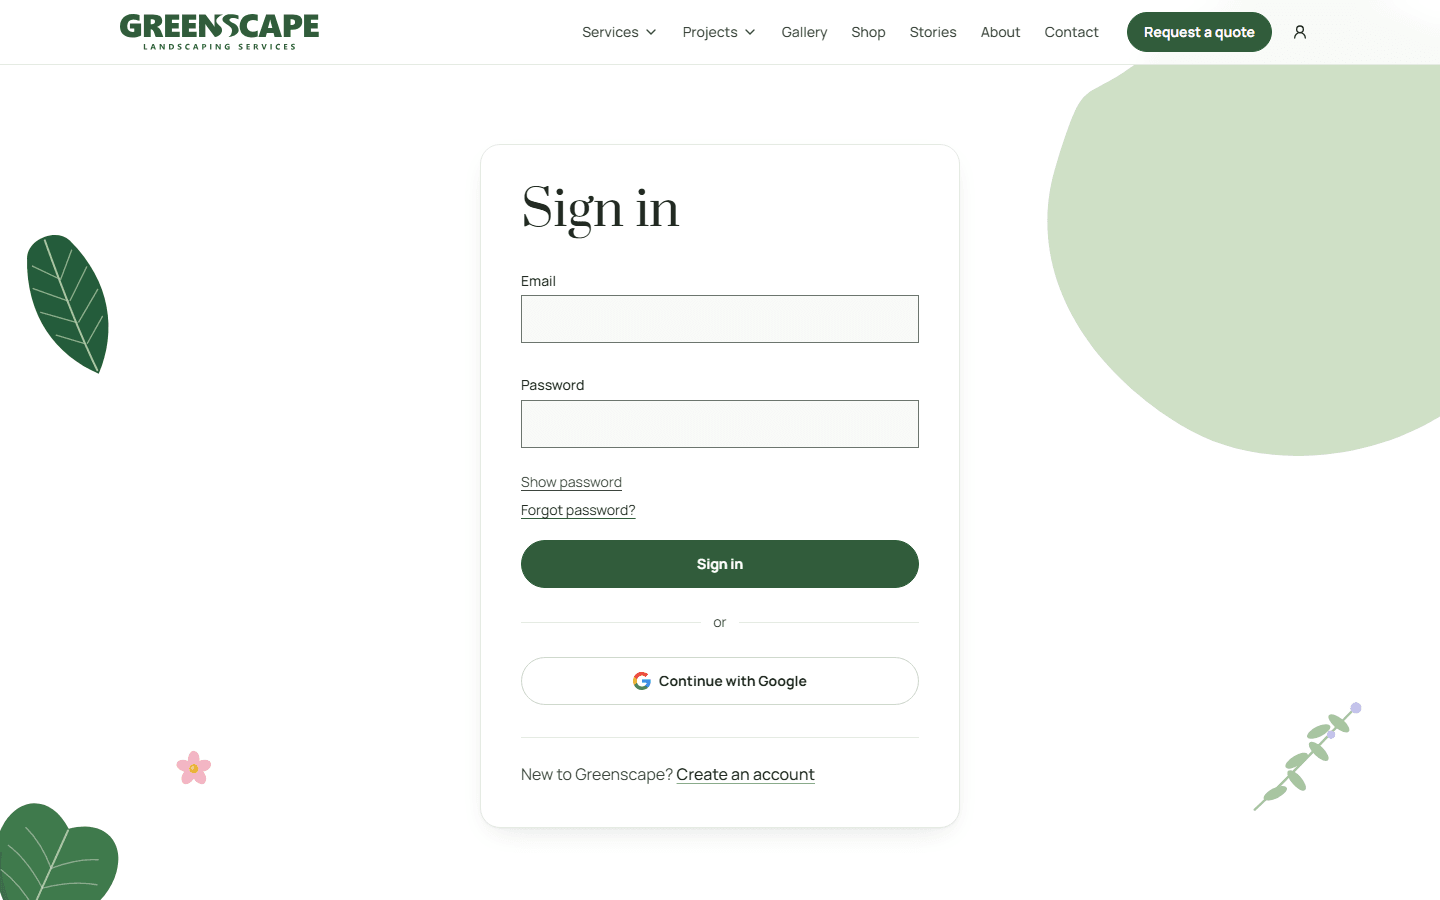 GREENSCAPE
LANDSCAPING SERVICES
Services
Projects
Gallery
Shop
Stories
About
Contact
Request a quote
Sign in
Email
Password
Show password
Forgot password?
Sign in
or
Continue with Google
New to Greenscape? Create an account